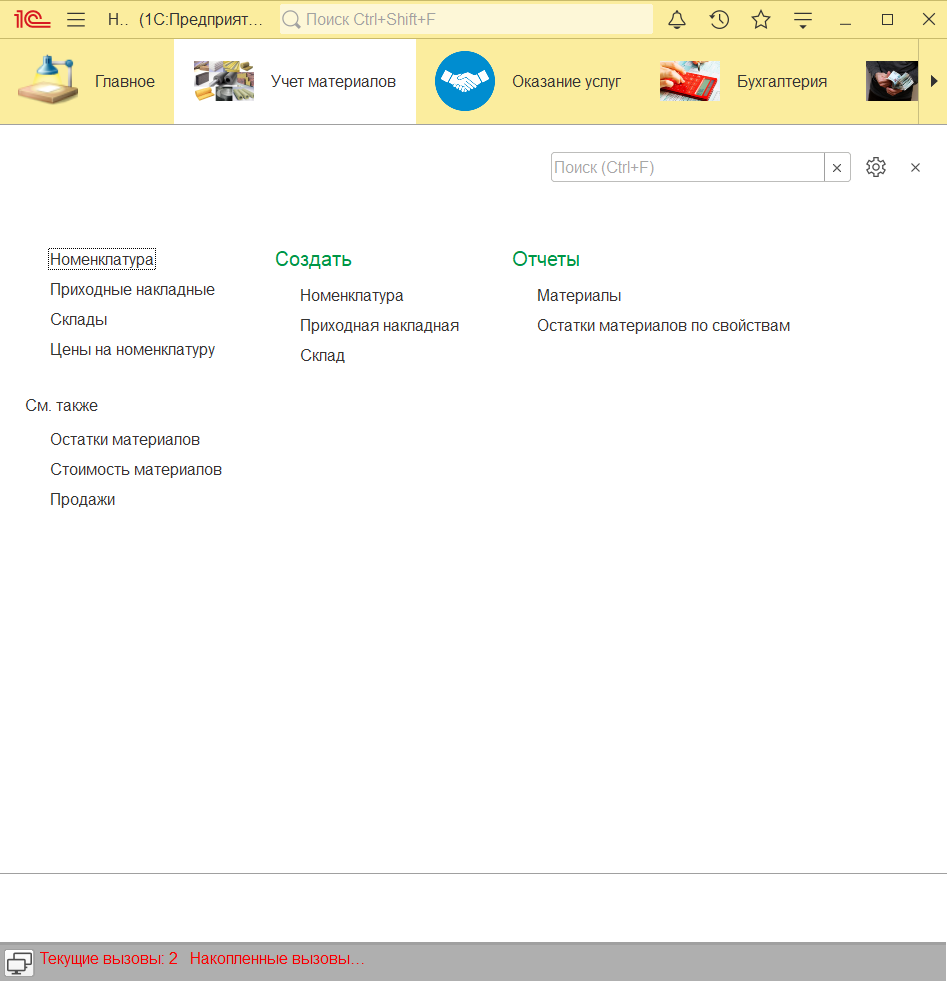 1С Н.. (1С:Предприят... Поиск Ctrl+Shift+F
Главное Учет материалов Оказание услуг Бухгалтерия
Поиск (Ctrl+F)
Номенклатура
Приходные накладные
Склады
Цены на номенклатуру
См. также
Остатки материалов
Стоимость материалов
Продажи
Создать
Номенклатура
Приходная накладная
Склад
Отчеты
Материалы
Остатки материалов по свойствам
Текущие вызовы: 2 Накопленные вызовы...